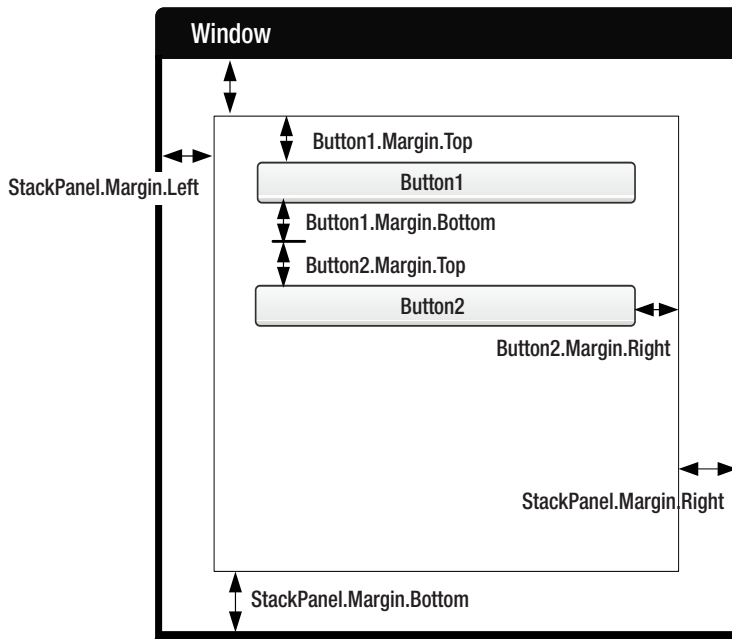 Window
Button1.Margin.Top
StackPanel.Margin.Left
Button1
Button1.Margin.Bottom
Button2.Margin.Top
Button2
Button2.Margin.Right
StackPanel.Margin.Right
StackPanel.Margin.Bottom